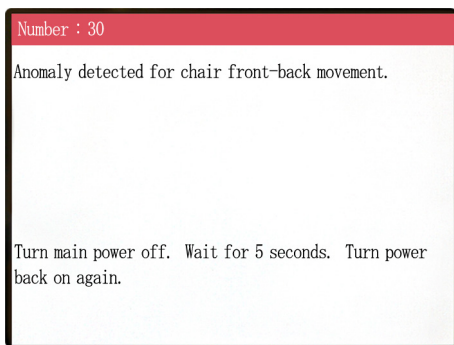 Number : 30
Anomaly detected for chair front-back movement.
Turn main power off. Wait for 5 seconds. Turn power
back on again.